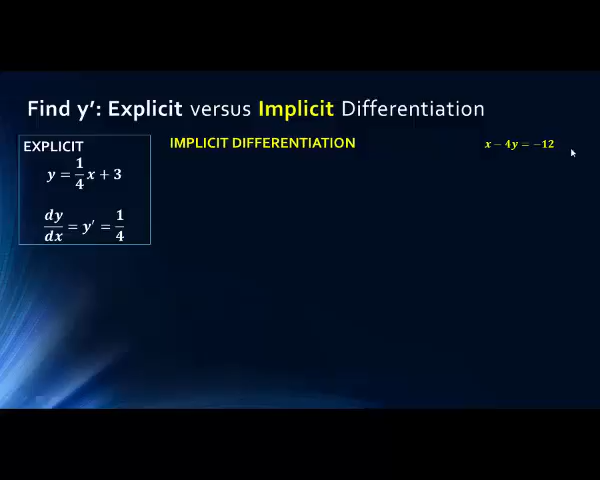 Find y': Explicit versus Implicit Differentiation
EXPLICIT
y = 1/4 x + 3
dy/dx = y' = 1/4
IMPLICIT DIFFERENTIATION
x − 4y = −12